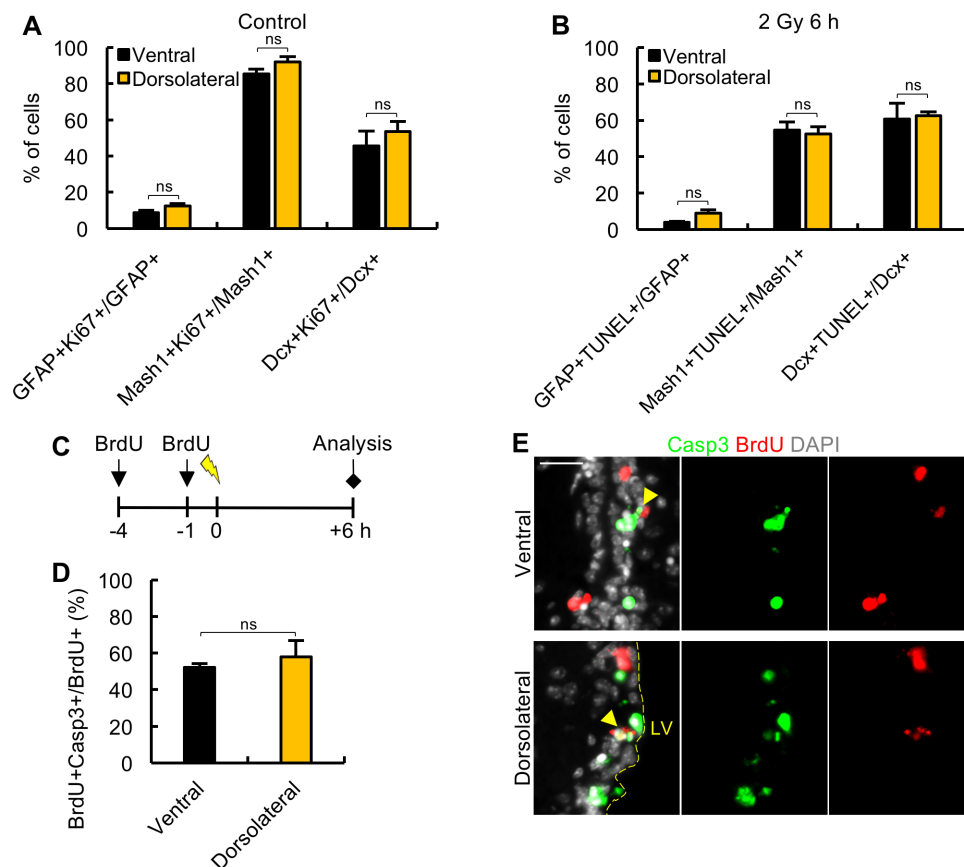 A
Control
% of cells
100
80
60
40
20
0
Ventral
Dorsolateral
ns
ns
ns
GFAP+Ki67+/GFAP+
Mash1+Ki67+/Mash1+
Dcx+Ki67+/Dcx+
B
2 Gy 6 h
% of cells
100
80
60
40
20
0
Ventral
Dorsolateral
ns
ns
ns
GFAP+TUNEL+/GFAP+
Mash1+TUNEL+/Mash1+
Dcx+TUNEL+/Dcx+
C
BrdU BrdU Analysis
-4 -1 0 +6 h
D
BrdU+Casp3+/BrdU+ (%)
100
80
60
40
20
0
ns
Ventral
Dorsolateral
E
Casp3 BrdU DAPI
Ventral
Dorsolateral
LV